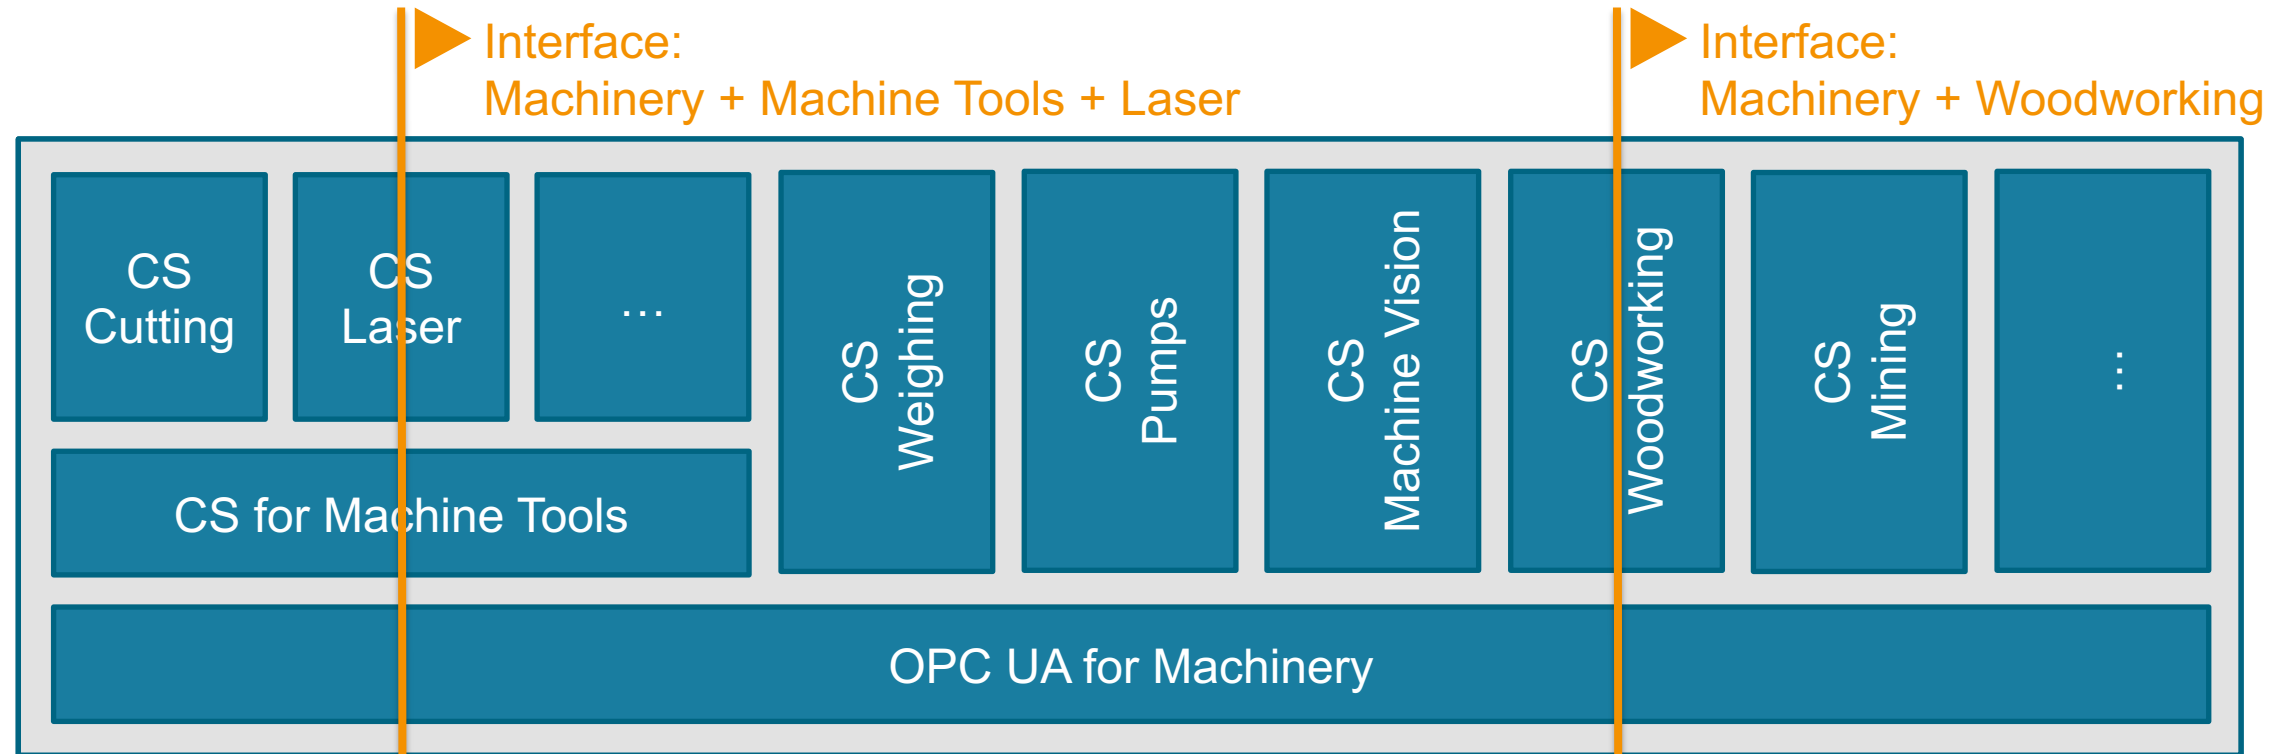 Interface:
Machinery + Machine Tools + Laser
Interface:
Machinery + Woodworking
CS
Cutting
CS
Laser
...
CS
Weighing
CS
Pumps
CS
Machine Vision
CS
Woodworking
CS
Mining
...
CS for Machine Tools
OPC UA for Machinery